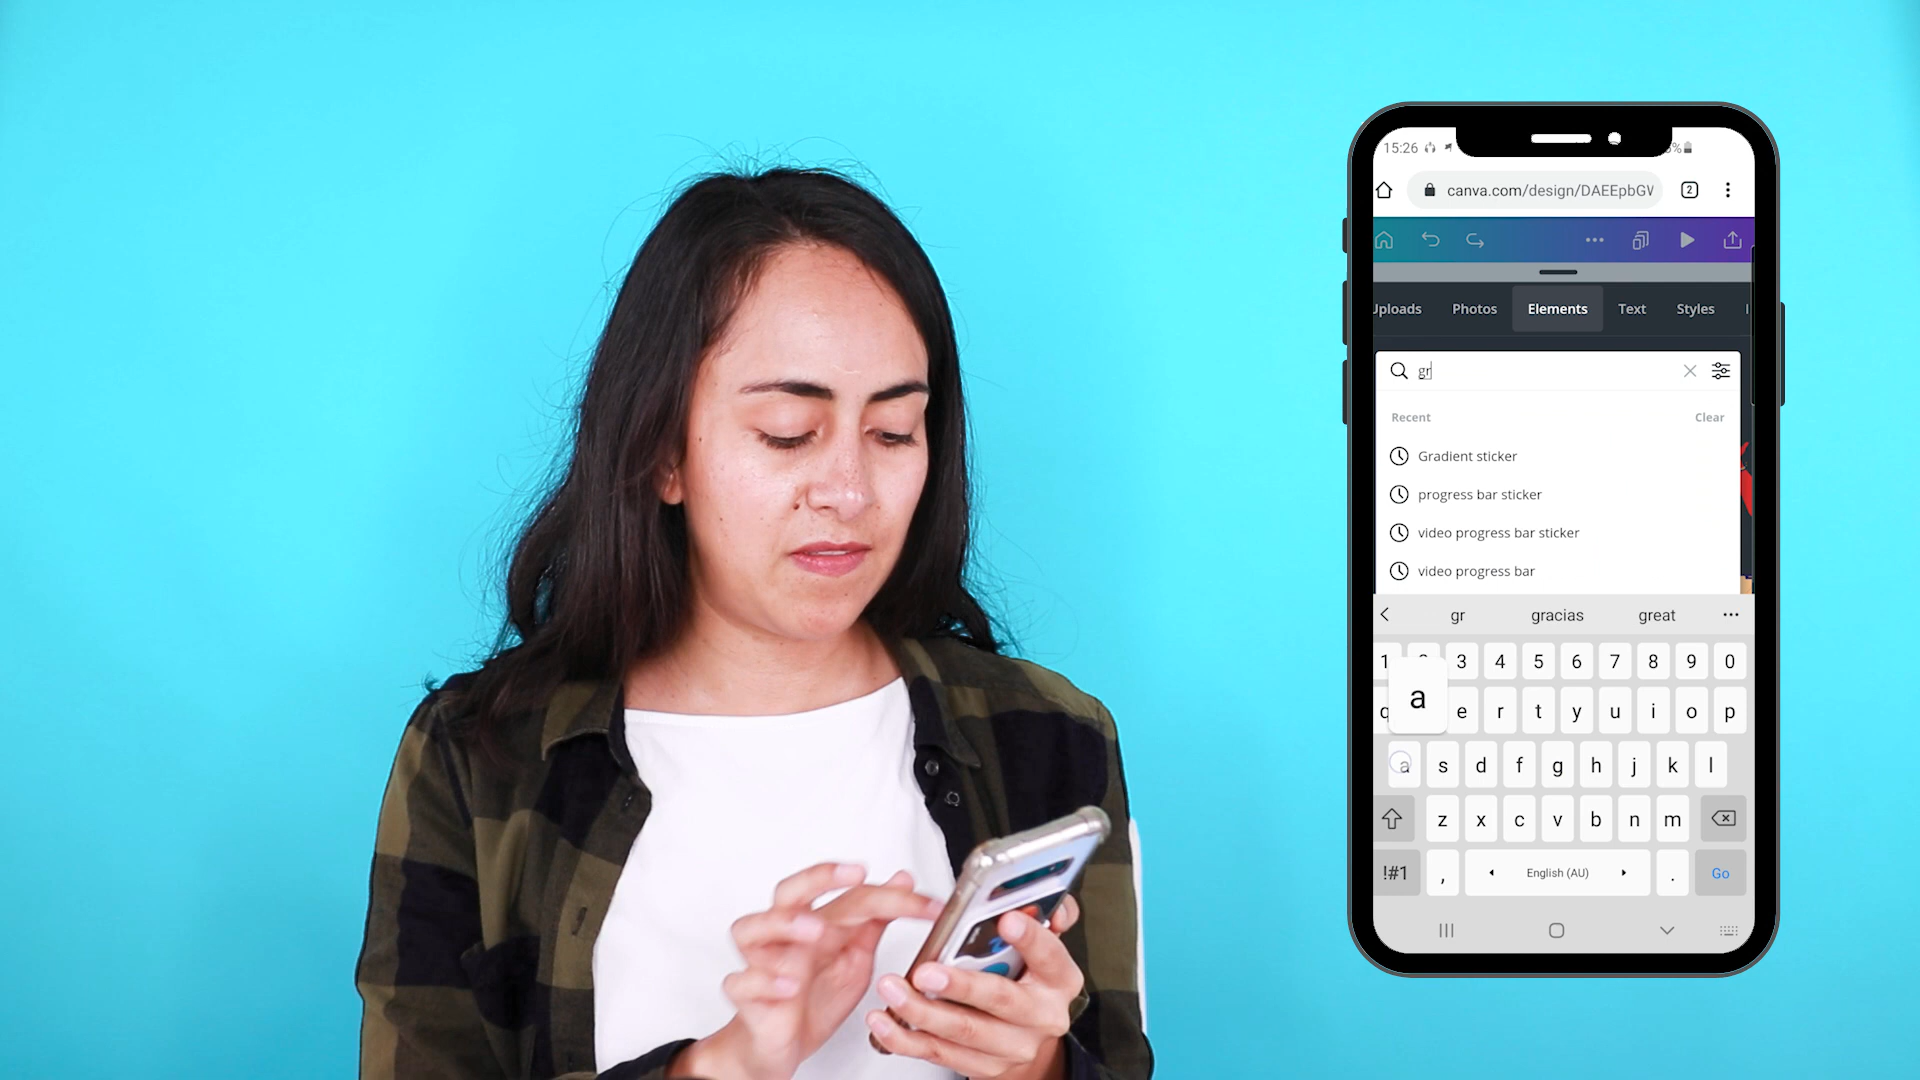 15:26
%
canva.com/design/DAEEpbGV
2
Uploads Photos Elements Text Styles
gr
Recent Clear
Gradient sticker
progress bar sticker
video progress bar sticker
video progress bar
gr gracias great
1 3 4 5 6 7 8 9 0
a
q e r t y u i o p
a s d f g h j k l
z x c v b n m
!#1 , English (AU) . Go